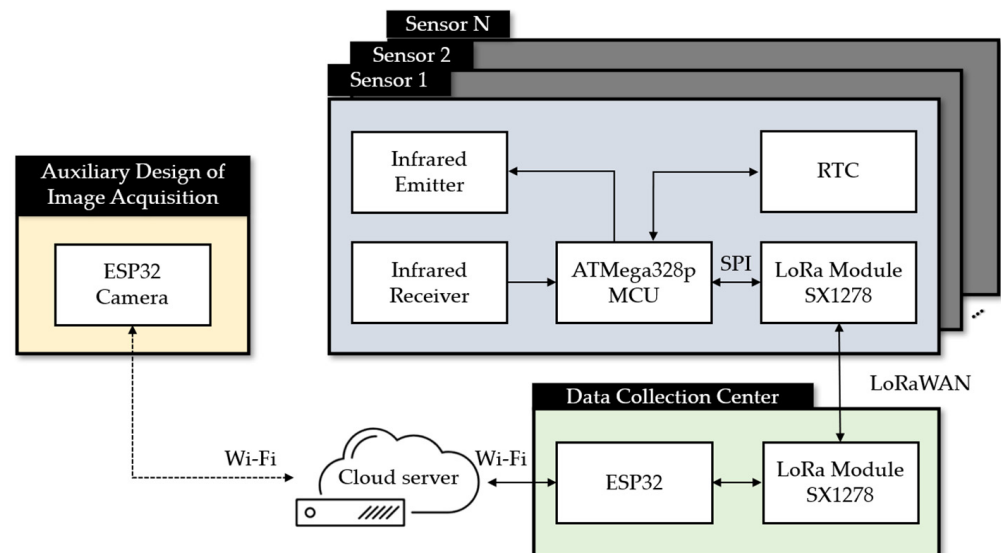 Sensor N
Sensor 2
Sensor 1
Infrared
Emitter
RTC
Auxiliary Design of
Image Acquisition
ESP32
Camera
Infrared
Receiver
ATMega328p
MCU
SPI
LoRa Module
SX1278
...
LoRaWAN
Data Collection Center
Wi-Fi
Cloud server
Wi-Fi
ESP32
LoRa Module
SX1278